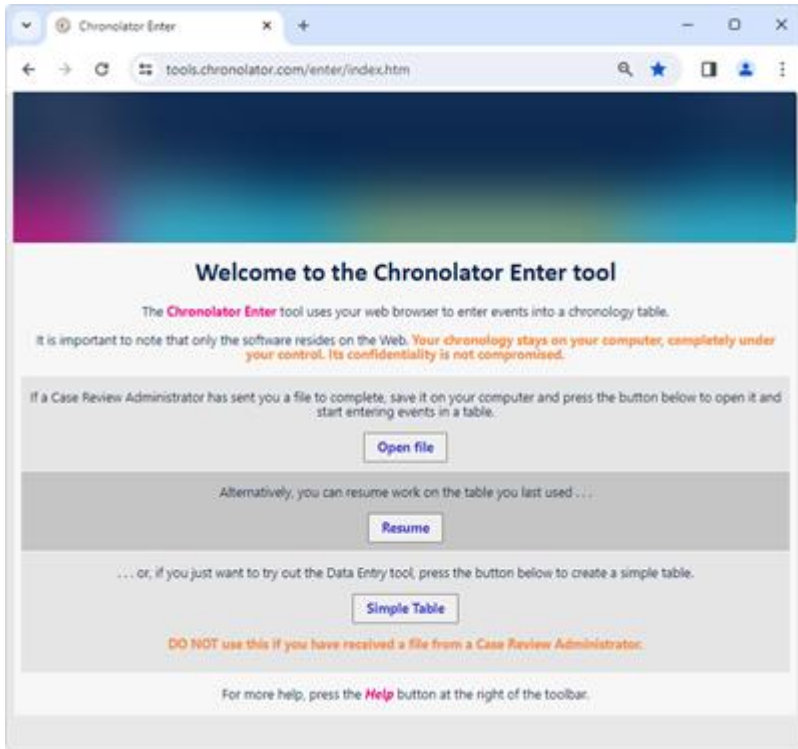 Chronolator Enter
tools.chronolator.com/enter/index.htm
Welcome to the Chronolator Enter tool
The Chronolator Enter tool uses your web browser to enter events into a chronology table.
It is important to note that only the software resides on the Web. Your chronology stays on your computer, completely under
your control. Its confidentiality is not compromised.
If a Case Review Administrator has sent you a file to complete, save it on your computer and press the button below to open it and
start entering events in a table.
Open file
Alternatively, you can resume work on the table you last used . . .
Resume
. . . or, if you just want to try out the Data Entry tool, press the button below to create a simple table.
Simple Table
DO NOT use this if you have received a file from a Case Review Administrator.
For more help, press the Help button at the right of the toolbar.